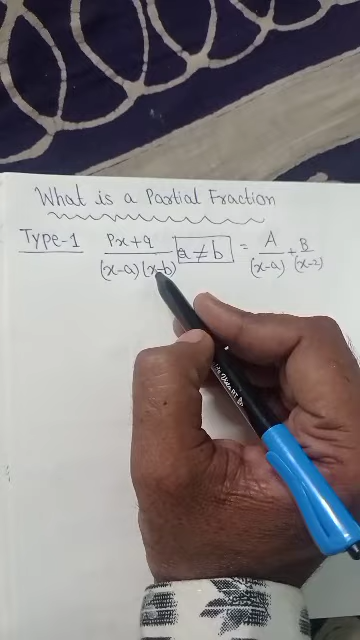 What is a Partial Fraction
Type-1 Px+q/(x-a)(x-b) a ≠ b = A/(x-a) + B/(x-2)